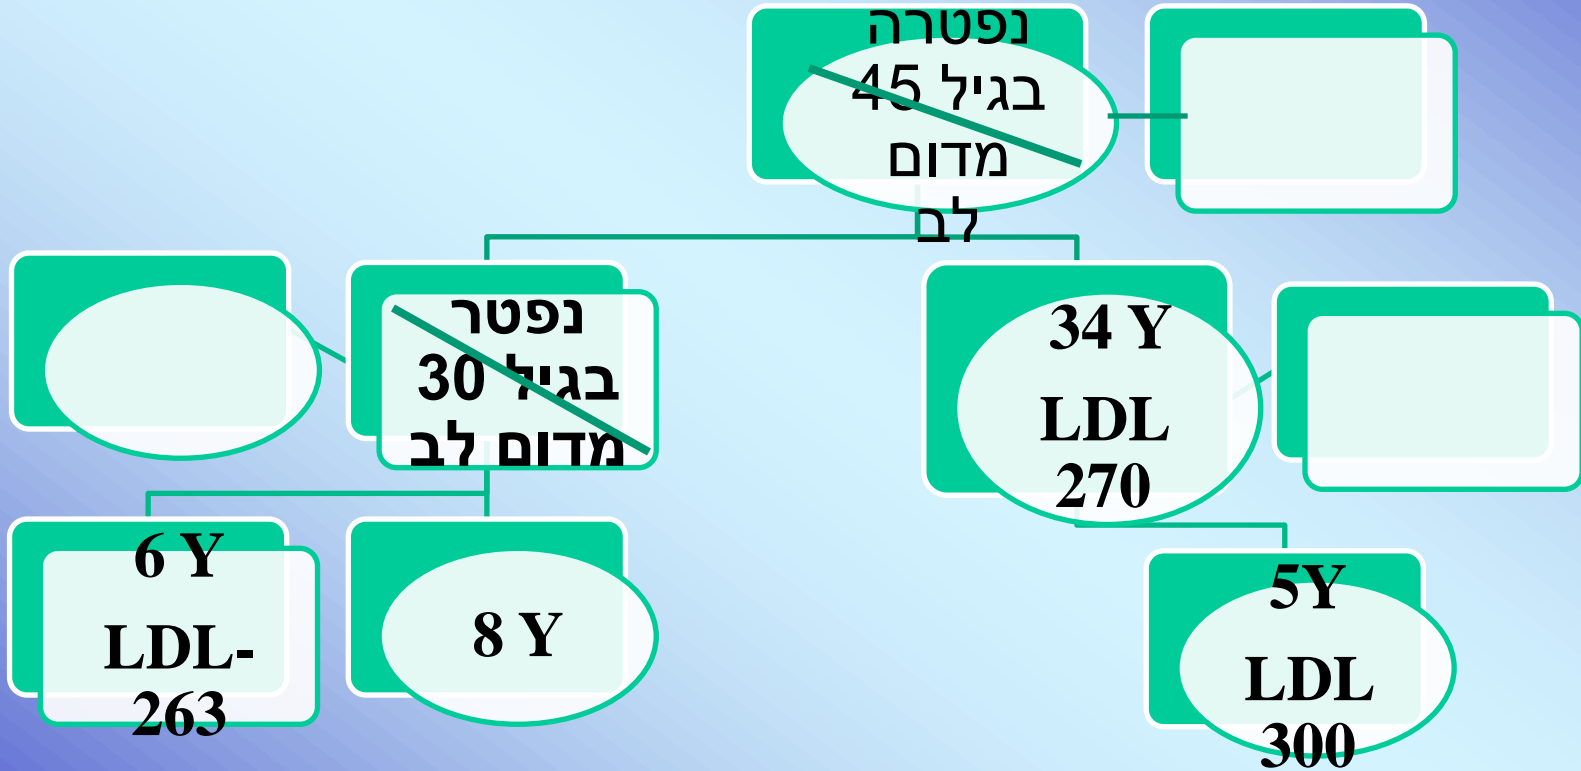 נפטרה
בגיל 45
מדום
לב
נפטר
בגיל 30
מדום לב
34 Y
LDL
270
6 Y
LDL-
263
8 Y
5Y
LDL
300